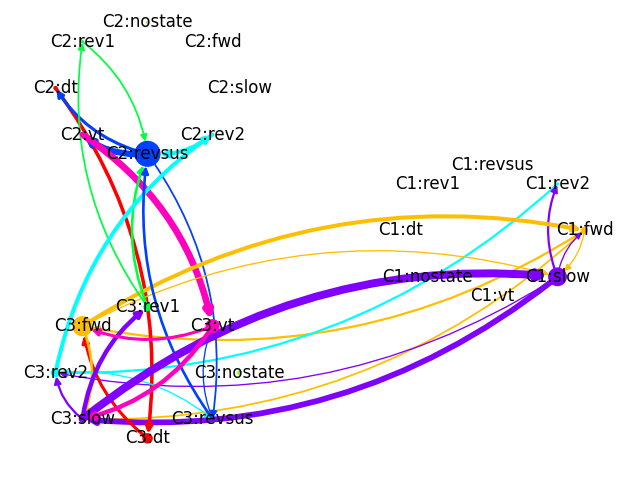 C2:nostate
C2:rev1
C2:fwd
C2:dt
C2:slow
C2:vt
C2:rev2
C2:revsus
C1:revsus
C1:rev1
C1:rev2
C1:dt
C1:fwd
C1:nostate
C1:slow
C1:vt
C3:rev1
C3:fwd
C3:vt
C3:rev2
C3:nostate
C3:slow
C3:revsus
C3:dt